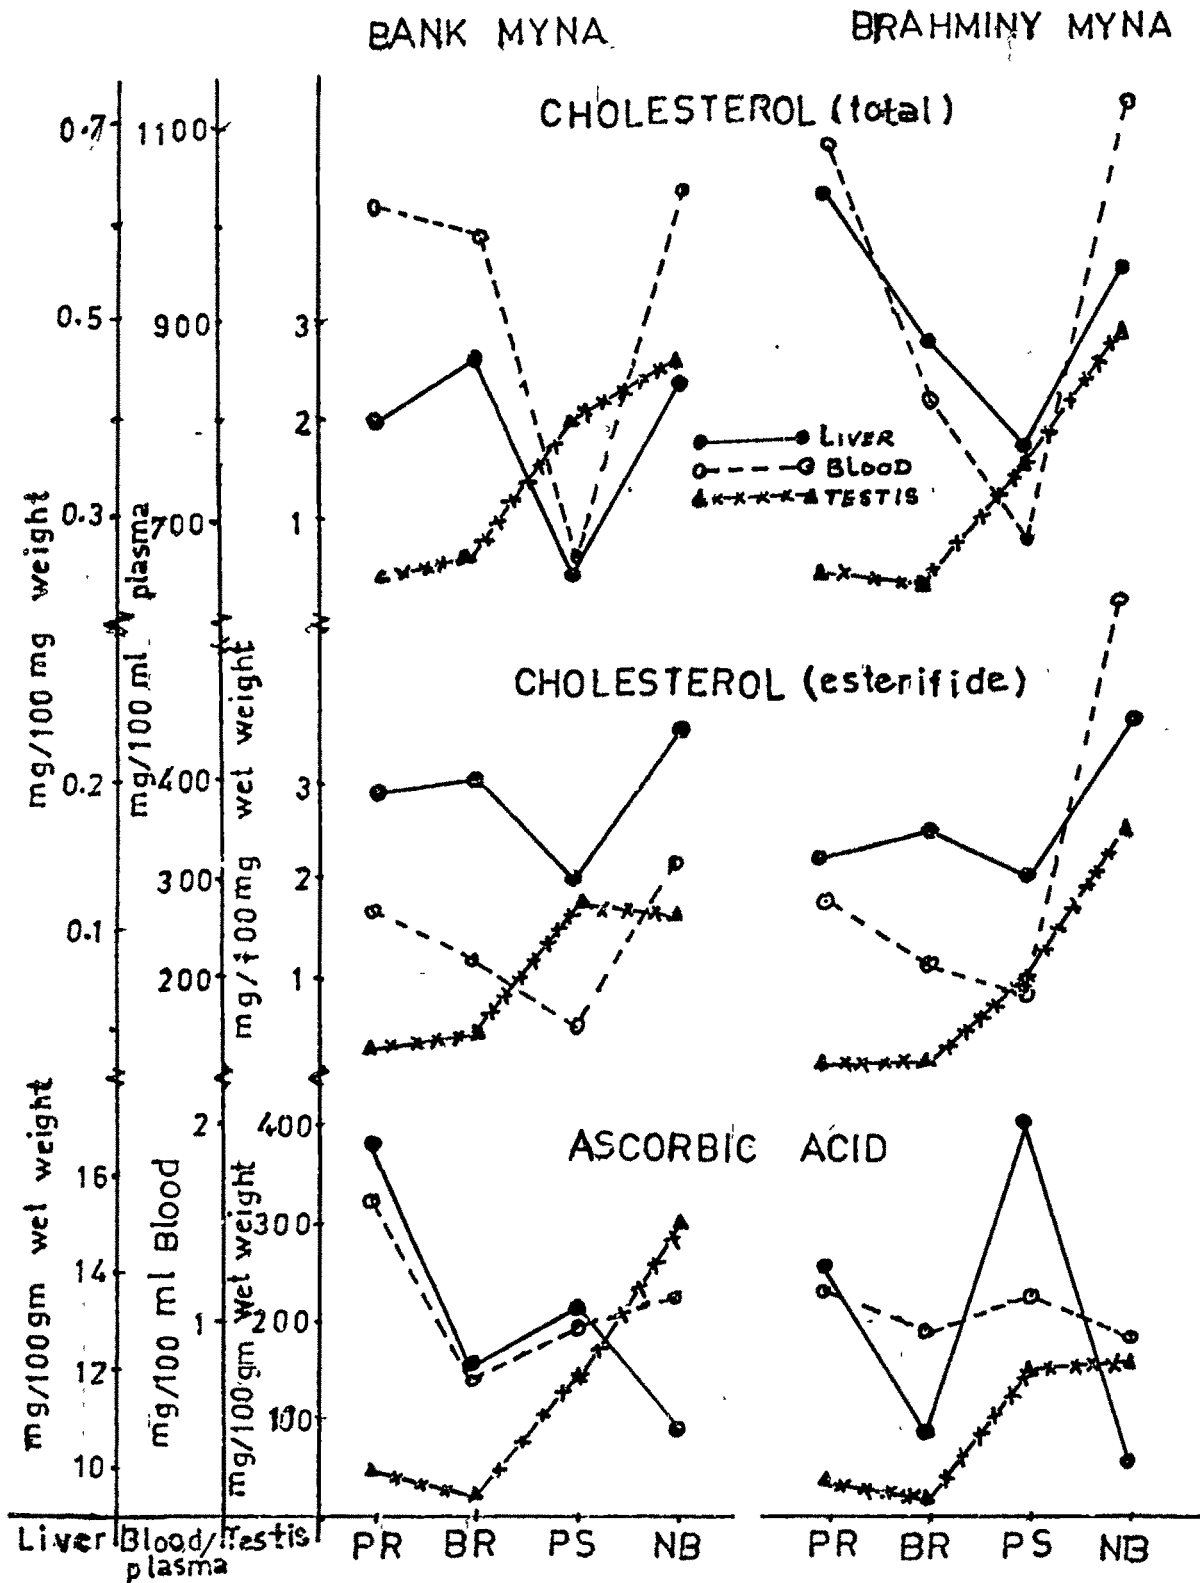 BANK MYNA
BRAHMINY MYNA
CHOLESTEROL (total)
0.7
0.5
0.3
1100
900
700
3
2
1
LIVER
BLOOD
TESTIS
mg/100 mg weight
mg/100 ml plasma
mg/100 mg wet weight
CHOLESTEROL (esterifide)
0.2
0.1
400
300
200
3
2
1
ASCORBIC ACID
mg/100gm wet weight
mg/100 ml Blood
mg/100gm wet weight
16
14
12
10
2
1
400
300
200
100
Liver Blood/ Testis
plasma
PR BR PS NB
PR BR PS NB